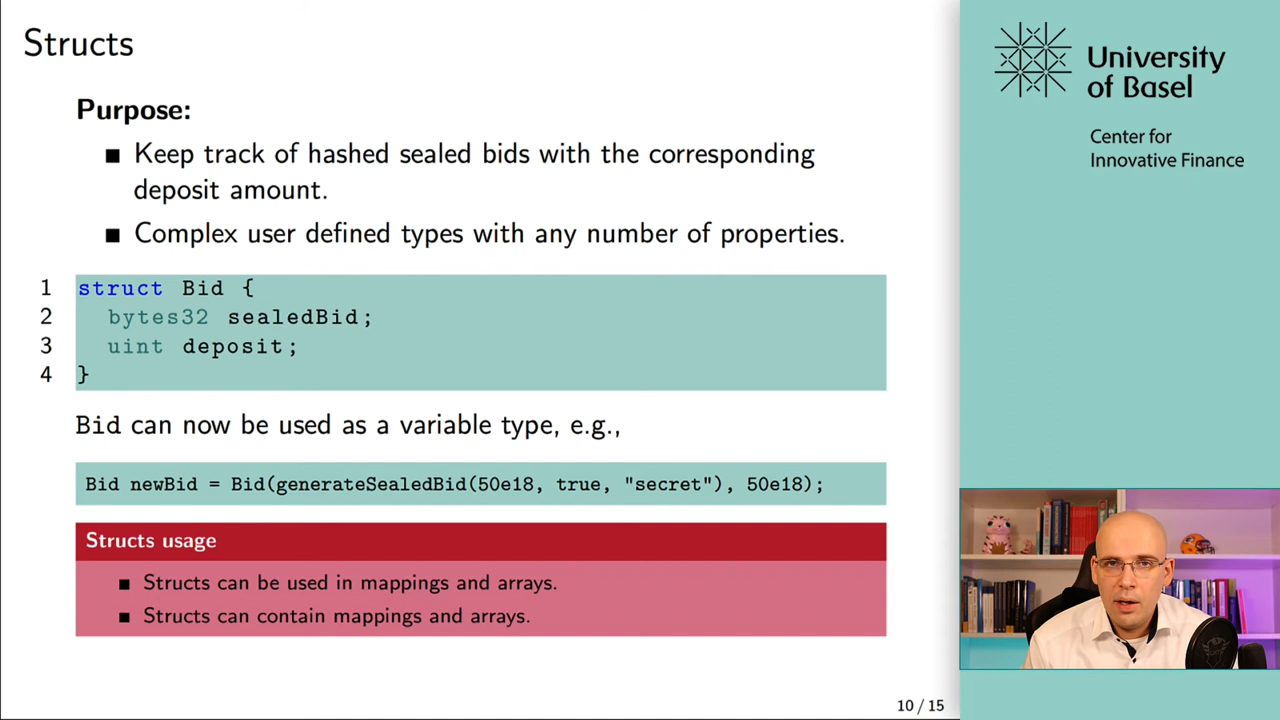 Structs
Purpose:
Keep track of hashed sealed bids with the corresponding
deposit amount.
Complex user defined types with any number of properties.
1 struct Bid {
2 bytes32 sealedBid;
3 uint deposit;
4 }
Bid can now be used as a variable type, e.g.,
Bid newBid = Bid(generateSealedBid(50e18, true, "secret"), 50e18);
Structs usage
Structs can be used in mappings and arrays.
Structs can contain mappings and arrays.
10 / 15
University
of Basel
Center for
Innovative Finance